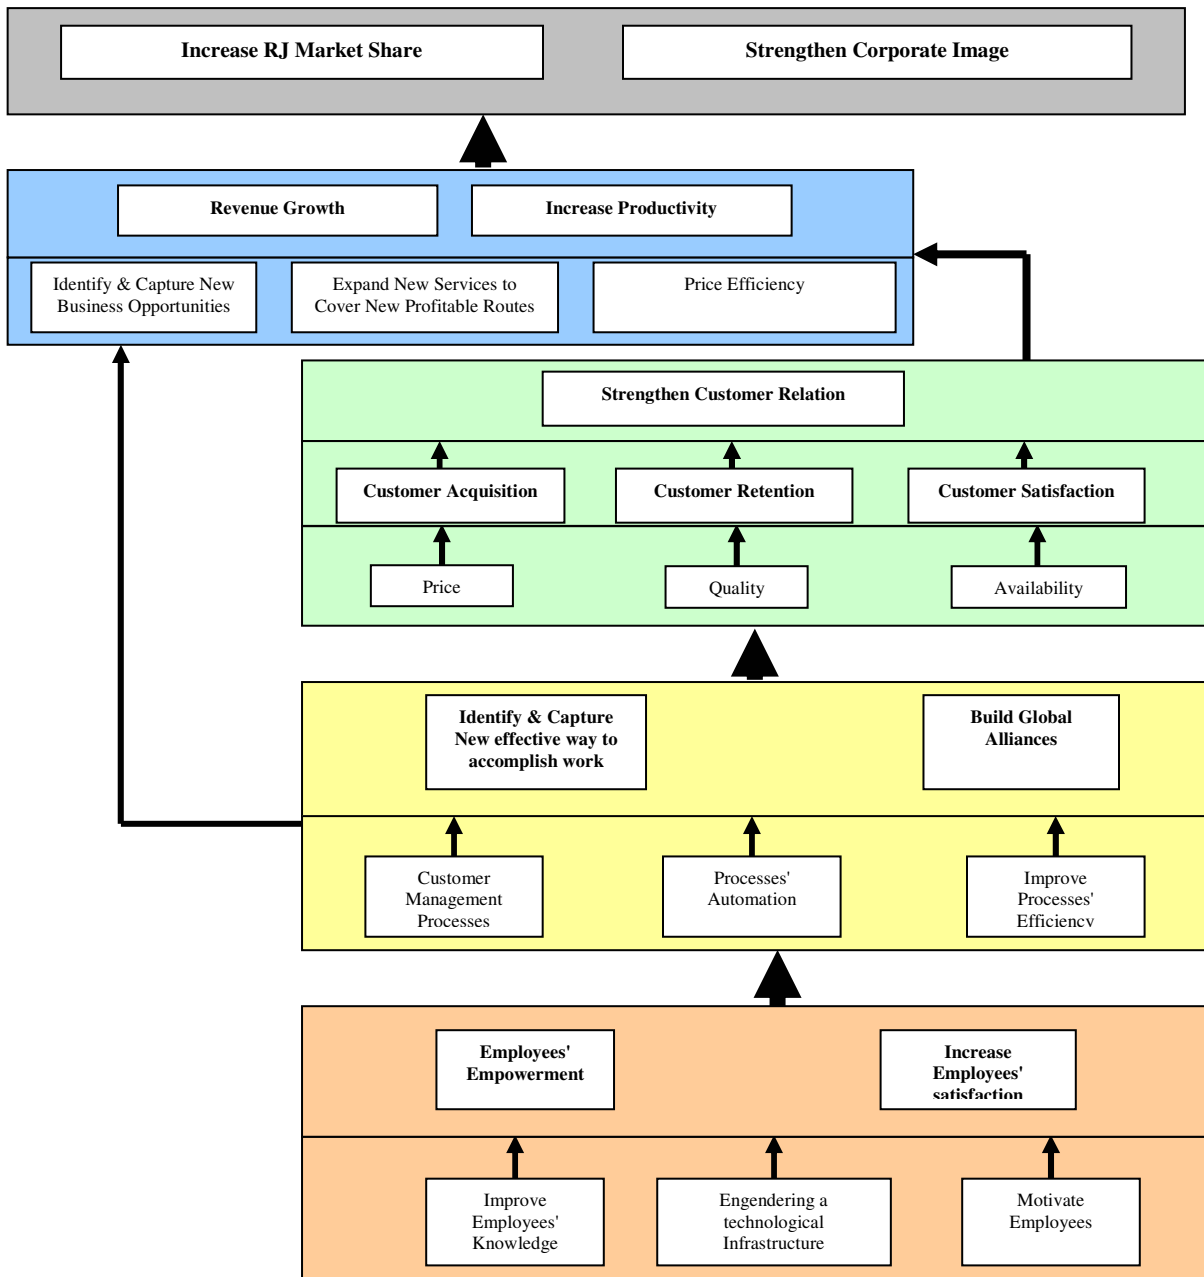 Increase RJ Market Share
Strengthen Corporate Image
Revenue Growth
Increase Productivity
Identify & Capture New
Business Opportunities
Expand New Services to
Cover New Profitable Routes
Price Efficiency
Strengthen Customer Relation
Customer Acquisition
Customer Retention
Customer Satisfaction
Price
Quality
Availability
Identify & Capture
New effective way to
accomplish work
Build Global
Alliances
Customer
Management
Processes
Processes'
Automation
Improve
Processes'
Efficiency
Employees'
Empowerment
Increase
Employees'
satisfaction
Improve
Employees'
Knowledge
Engendering a
technological
Infrastructure
Motivate
Employees